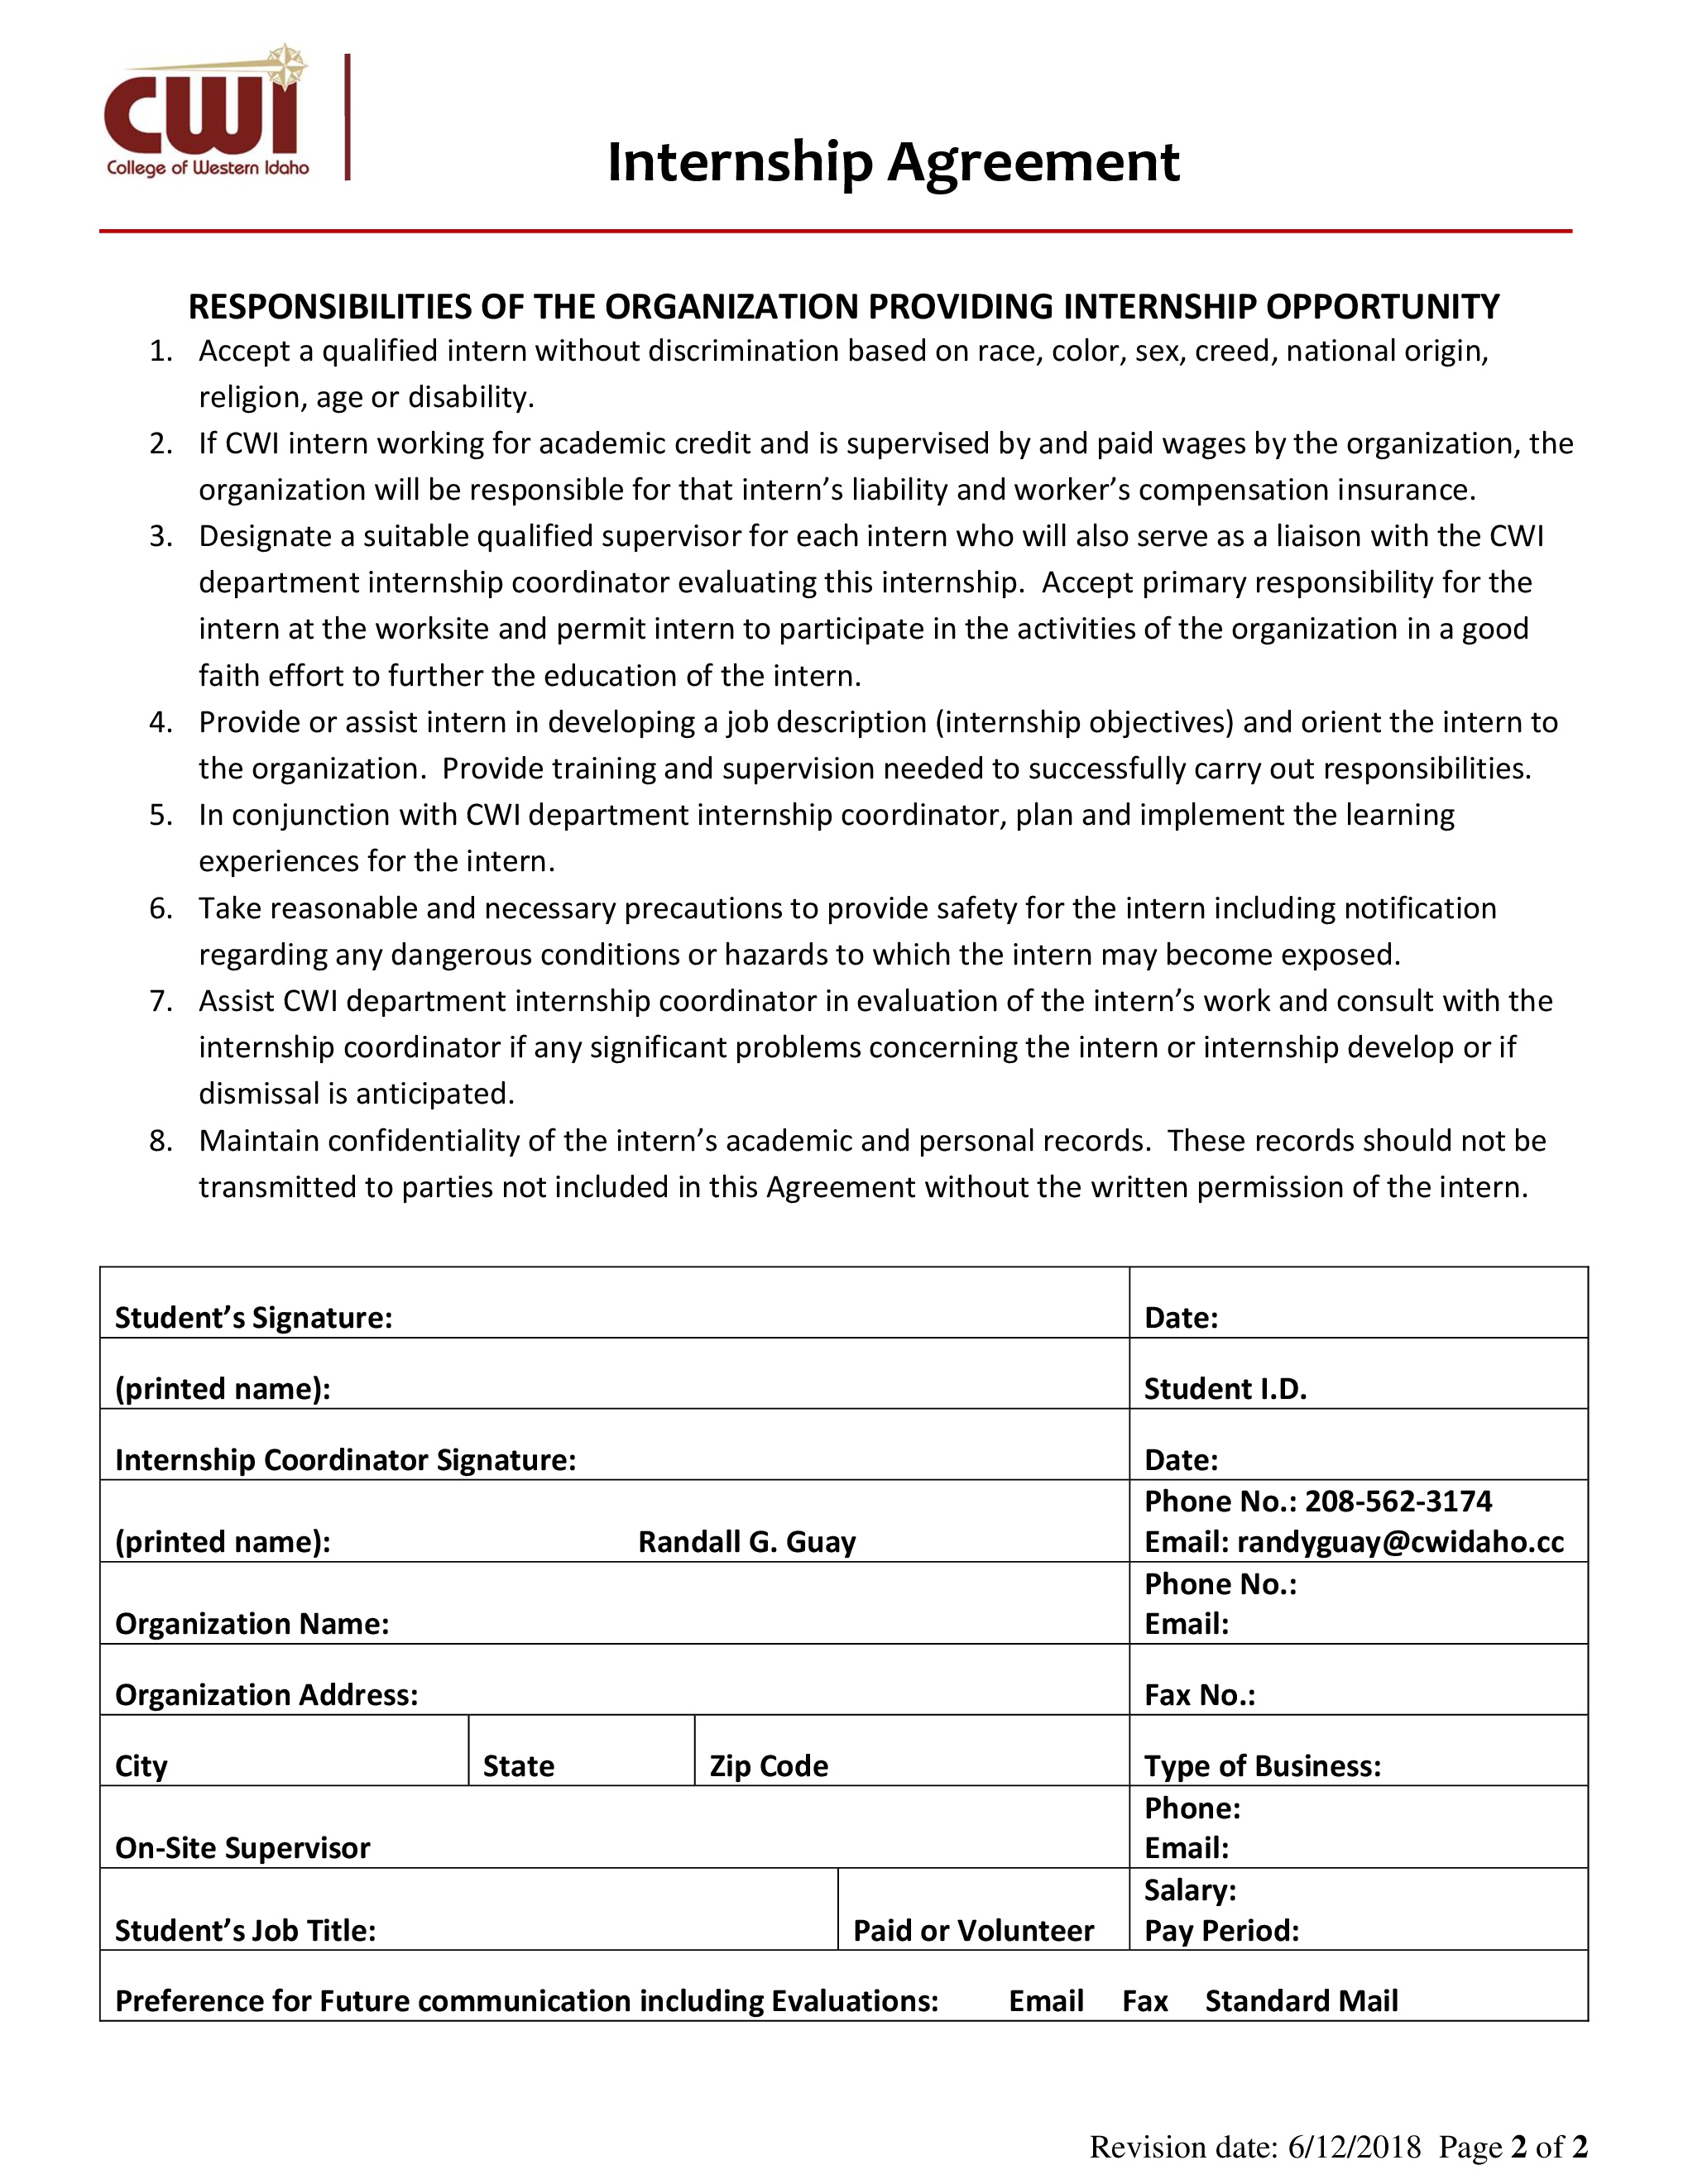 CWI
College of Western Idaho
Internship Agreement
RESPONSIBILITIES OF THE ORGANIZATION PROVIDING INTERNSHIP OPPORTUNITY
1. Accept a qualified intern without discrimination based on race, color, sex, creed, national origin,
religion, age or disability.
2. If CWI intern working for academic credit and is supervised by and paid wages by the organization, the
organization will be responsible for that intern’s liability and worker’s compensation insurance.
3. Designate a suitable qualified supervisor for each intern who will also serve as a liaison with the CWI
department internship coordinator evaluating this internship.  Accept primary responsibility for the
intern at the worksite and permit intern to participate in the activities of the organization in a good
faith effort to further the education of the intern.
4. Provide or assist intern in developing a job description (internship objectives) and orient the intern to
the organization.  Provide training and supervision needed to successfully carry out responsibilities.
5. In conjunction with CWI department internship coordinator, plan and implement the learning
experiences for the intern.
6. Take reasonable and necessary precautions to provide safety for the intern including notification
regarding any dangerous conditions or hazards to which the intern may become exposed.
7. Assist CWI department internship coordinator in evaluation of the intern’s work and consult with the
internship coordinator if any significant problems concerning the intern or internship develop or if
dismissal is anticipated.
8. Maintain confidentiality of the intern’s academic and personal records.  These records should not be
transmitted to parties not included in this Agreement without the written permission of the intern.
Student’s Signature: Date:
(printed name): Student I.D.
Internship Coordinator Signature: Date:
Phone No.: 208-562-3174
(printed name): Randall G. Guay Email: randyguay@cwidaho.cc
Phone No.:
Organization Name: Email:
Organization Address: Fax No.:
City State Zip Code Type of Business:
Phone:
On-Site Supervisor Email:
Salary:
Student’s Job Title: Paid or Volunteer Pay Period:
Preference for Future communication including Evaluations: Email Fax Standard Mail
Revision date: 6/12/2018  Page 2 of 2